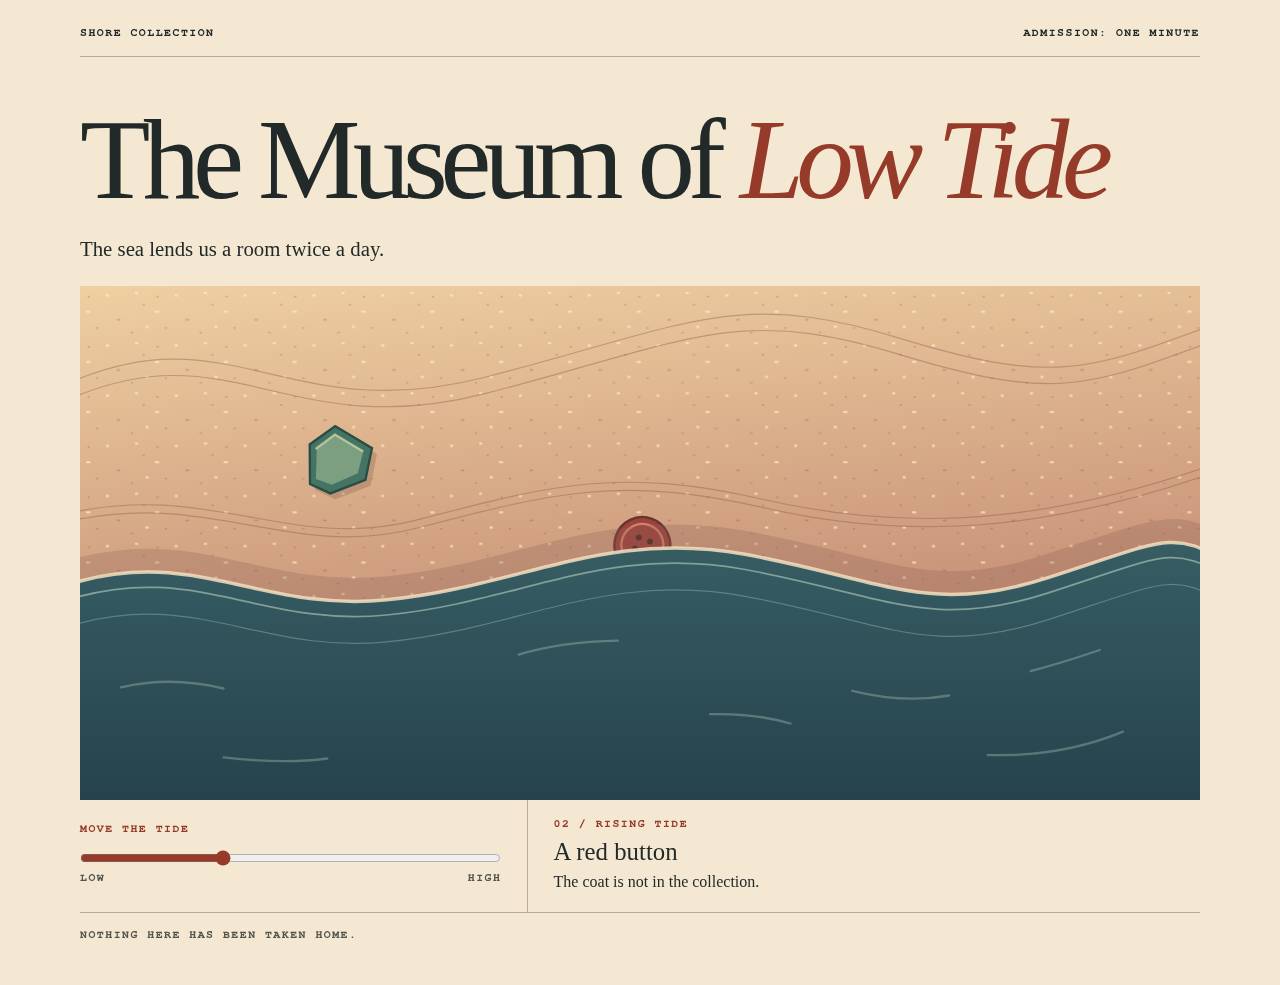 SHORE COLLECTION
ADMISSION: ONE MINUTE
The Museum of Low Tide
The sea lends us a room twice a day.
MOVE THE TIDE
LOW
HIGH
02 / RISING TIDE
A red button
The coat is not in the collection.
NOTHING HERE HAS BEEN TAKEN HOME.